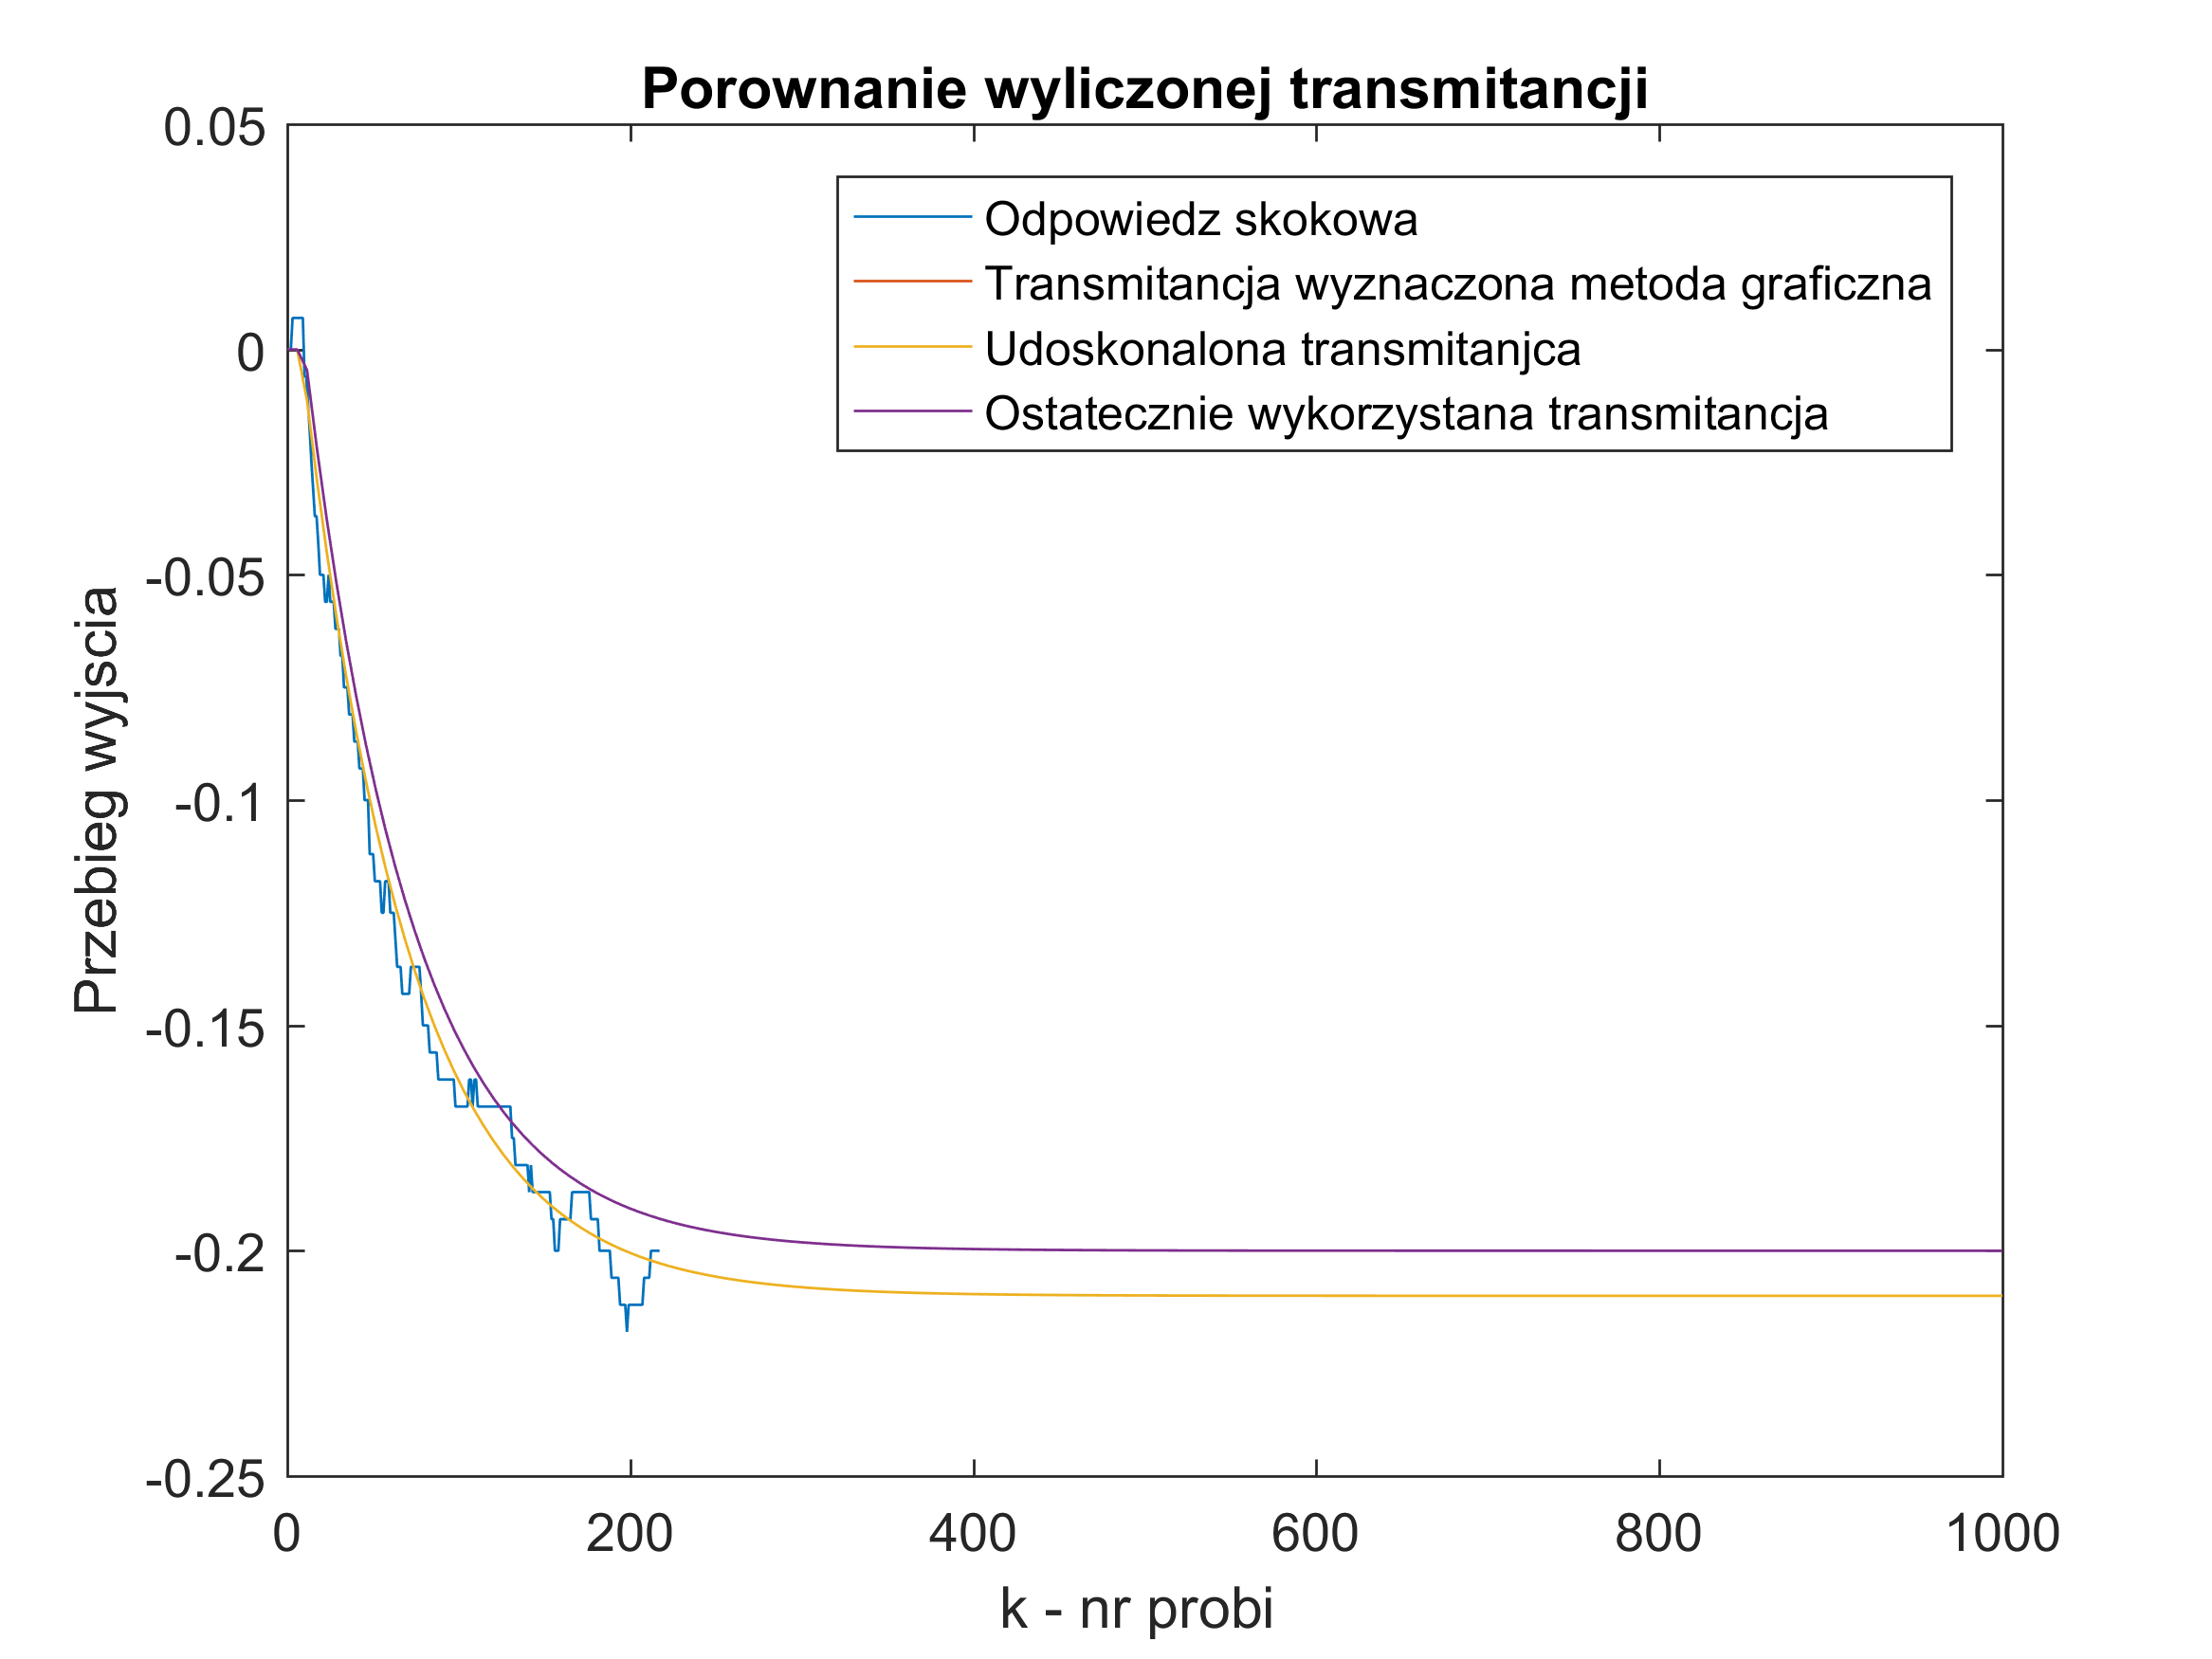 Porownanie wyliczonej transmitancji
0.05
0
-0.05
-0.1
-0.15
-0.2
-0.25
Przebieg wyjscia
Odpowiedz skokowa
Transmitancja wyznaczona metoda graficzna
Udoskonalona transmitanjca
Ostatecznie wykorzystana transmitancja
0 200 400 600 800 1000
k - nr probi